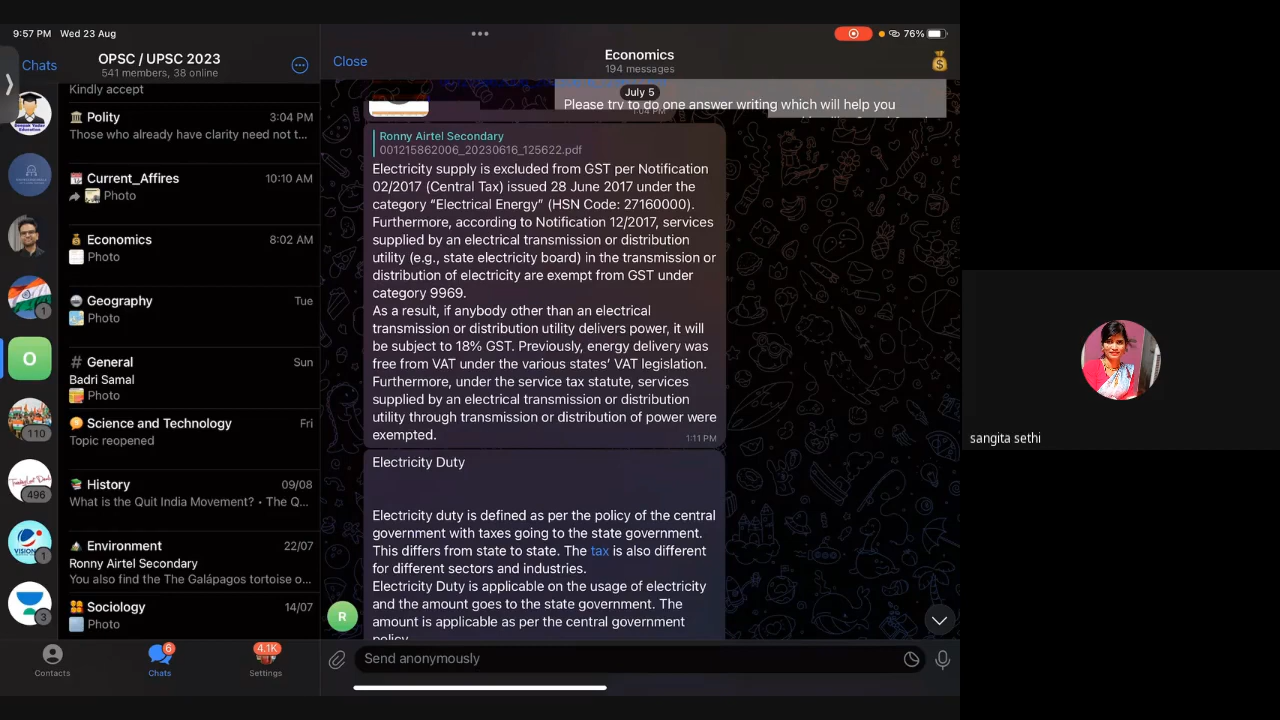 9:57 PM Wed 23 Aug
76%
Chats
OPSC / UPSC 2023
541 members, 38 online
Kindly accept
Polity 3:04 PM
Those who already have clarity need not t...
Current_Affires 10:10 AM
Photo
Economics 8:02 AM
Photo
Geography Tue
Photo
1
# General Sun
Badri Samal
Photo
O
Science and Technology Fri
Topic reopened
110
History 09/08
What is the Quit India Movement? • The Q...
496
Environment 22/07
Ronny Airtel Secondary
You also find the The Galápagos tortoise o...
VISION
1
Sociology 14/07
Photo
3
Contacts
6
Chats
4.1K
Settings
Close
Economics
194 messages
July 5
Please try to do one answer writing which will help you
1:04 PM
Ronny Airtel Secondary
001215862006_20230616_125622.pdf
Electricity supply is excluded from GST per Notification
02/2017 (Central Tax) issued 28 June 2017 under the
category “Electrical Energy” (HSN Code: 27160000).
Furthermore, according to Notification 12/2017, services
supplied by an electrical transmission or distribution
utility (e.g., state electricity board) in the transmission or
distribution of electricity are exempt from GST under
category 9969.
As a result, if anybody other than an electrical
transmission or distribution utility delivers power, it will
be subject to 18% GST. Previously, energy delivery was
free from VAT under the various states’ VAT legislation.
Furthermore, under the service tax statute, services
supplied by an electrical transmission or distribution
utility through transmission or distribution of power were
exempted.
1:11 PM
Electricity Duty
Electricity duty is defined as per the policy of the central
government with taxes going to the state government.
This differs from state to state. The tax is also different
for different sectors and industries.
Electricity Duty is applicable on the usage of electricity
and the amount goes to the state government. The
amount is applicable as per the central government
policy.
R
Send anonymously
sangita sethi